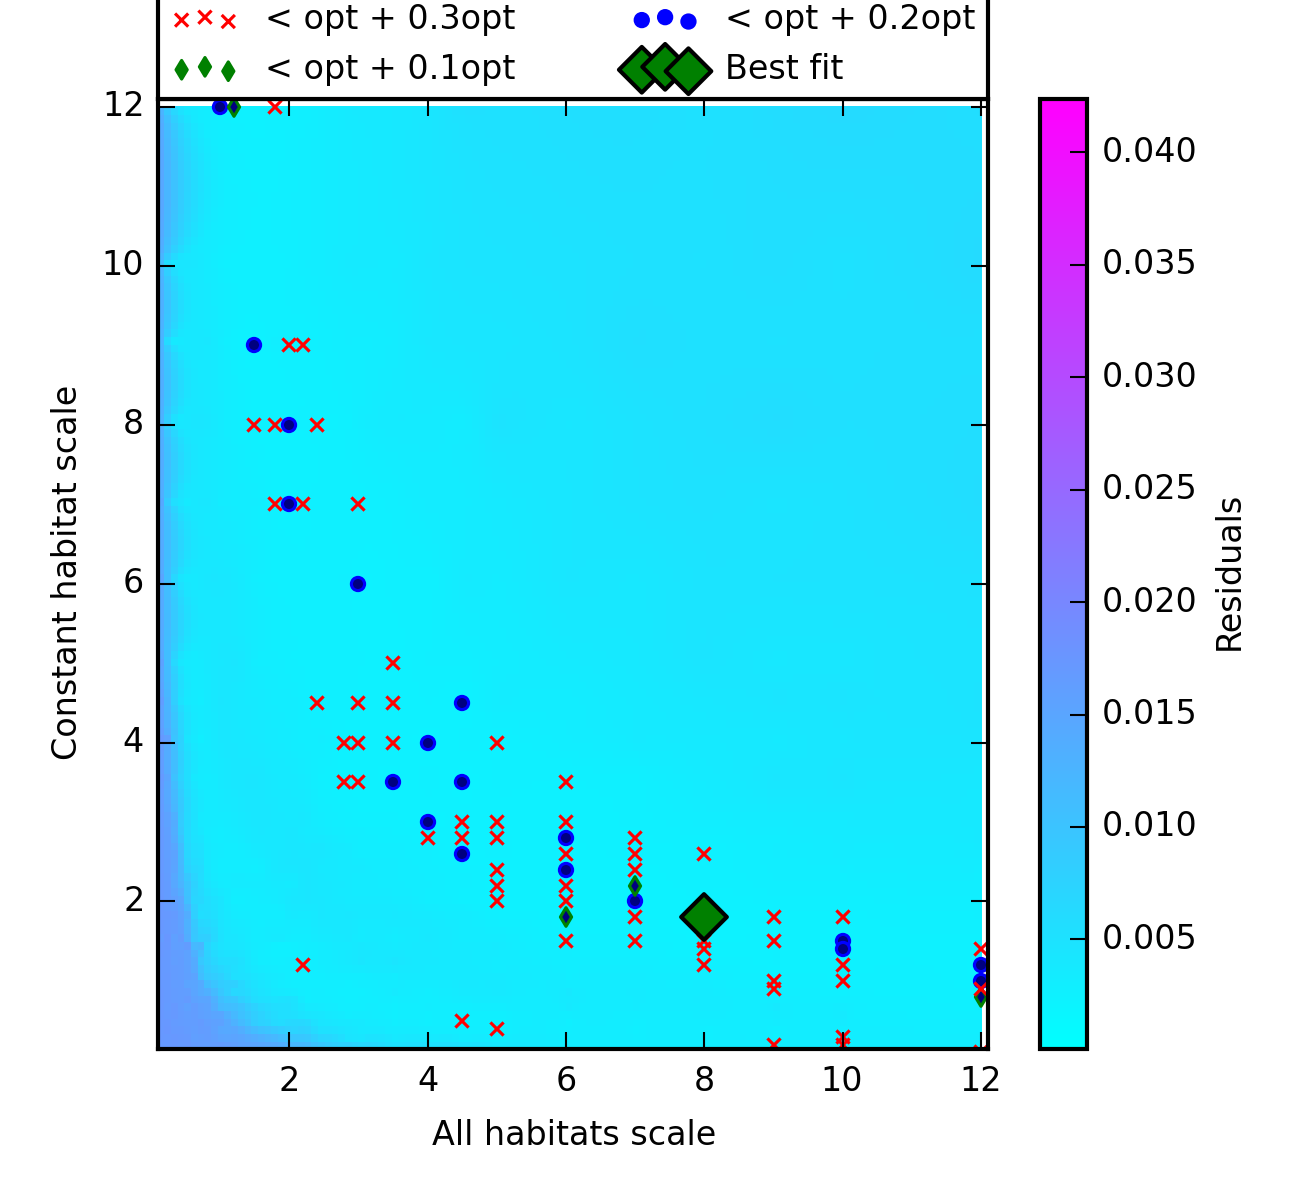 < opt + 0.3opt
< opt + 0.2opt
< opt + 0.1opt
Best fit
12
10
8
6
4
2
Constant habitat scale
2 4 6 8 10 12
All habitats scale
0.040
0.035
0.030
0.025
0.020
0.015
0.010
0.005
Residuals